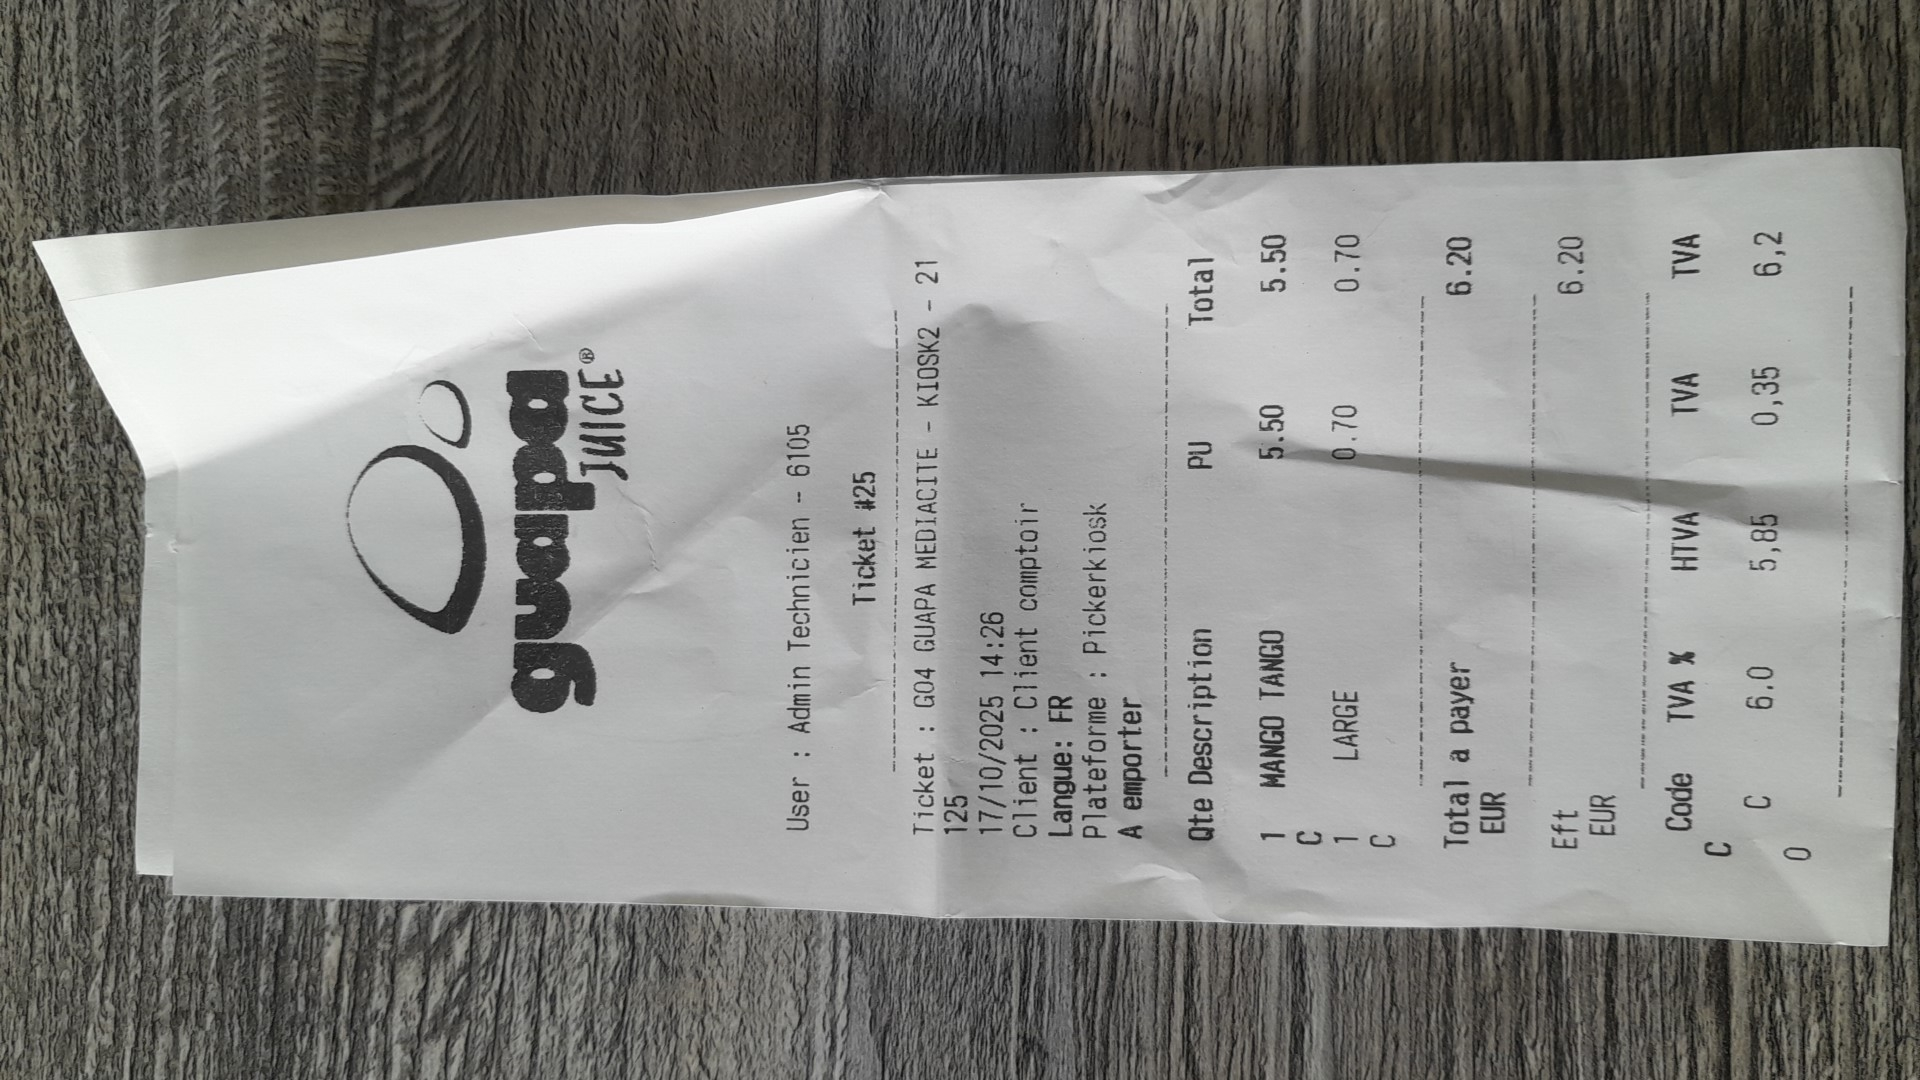 guapa
JUICE®
User : Admin Technicien - 6105
Ticket #25
Ticket : G04 GUAPA MEDIACITE - KIOSK2 - 21
125
17/10/2025 14:26
Client : Client comptoir
Langue: FR
Plateforme : Pickerkiosk
A emporter
Qte Description PU Total
1 MANGO TANGO 5.50 5.50
C
1 LARGE 0.70 0.70
C
Total a payer 6.20
EUR
Eft 6.20
EUR
Code TVA % HTVA TVA TVA
C
C 6.0 5,85 0,35 6,2
0